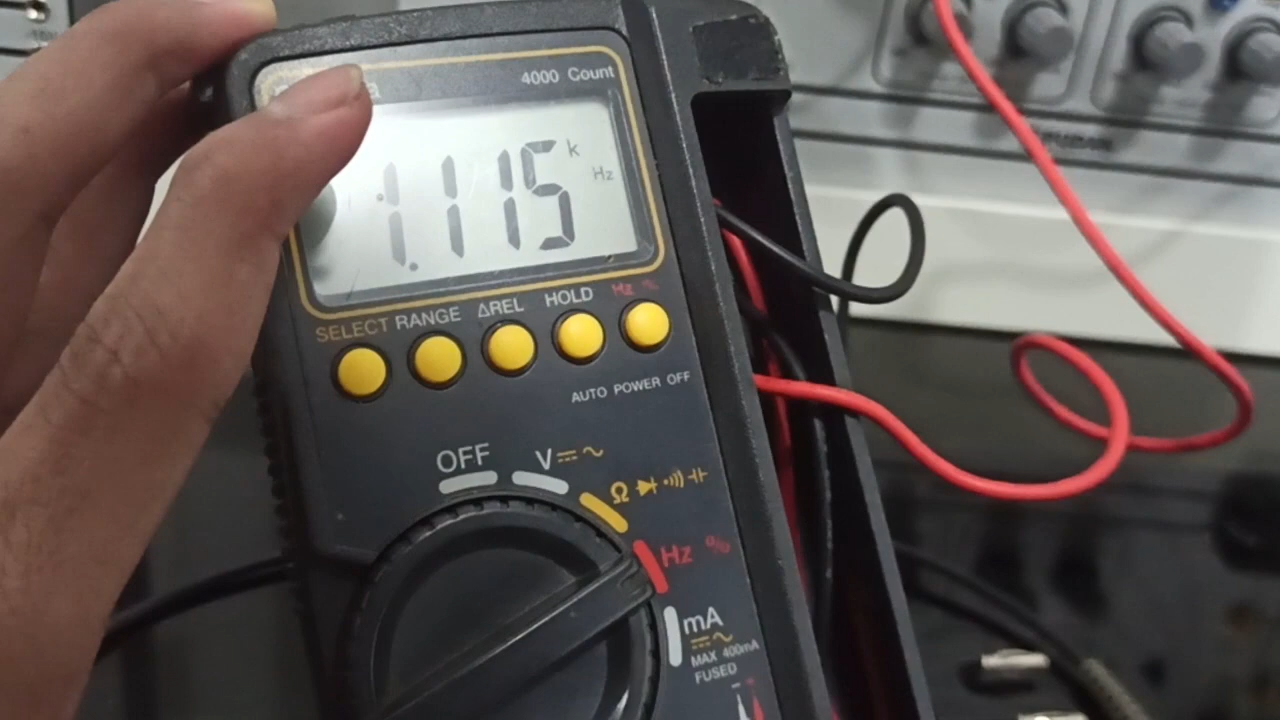 4000 Count
1.115 k
Hz
SELECT RANGE ΔREL HOLD Hz %
AUTO POWER OFF
OFF V
Ω
Hz %
mA
MAX 400mA
FUSED